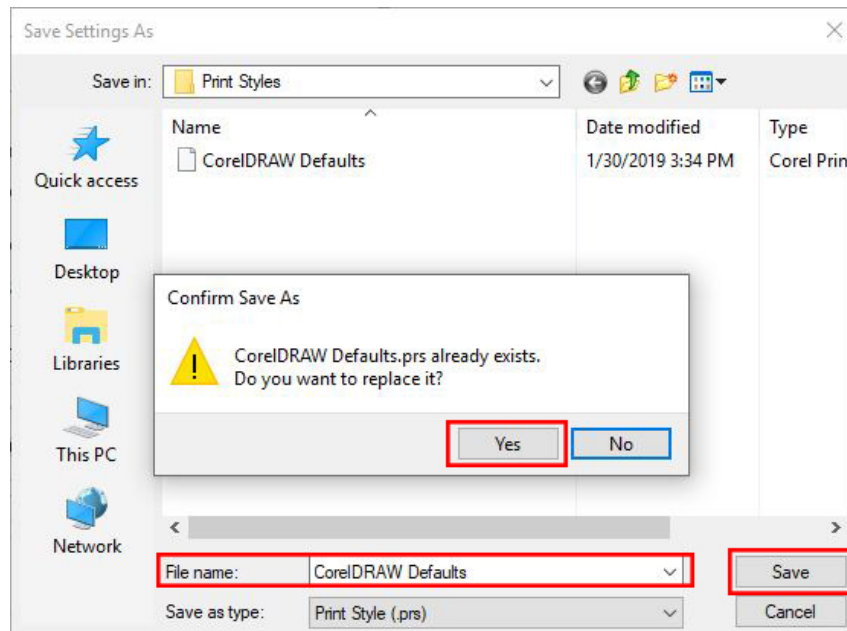 Save Settings As
Save in: Print Styles
Name Date modified Type
CorelDRAW Defaults 1/30/2019 3:34 PM Corel Prin
Quick access
Desktop
Libraries
This PC
Network
Confirm Save As
CorelDRAW Defaults.prs already exists.
Do you want to replace it?
Yes No
File name: CorelDRAW Defaults Save
Save as type: Print Style (.prs) Cancel